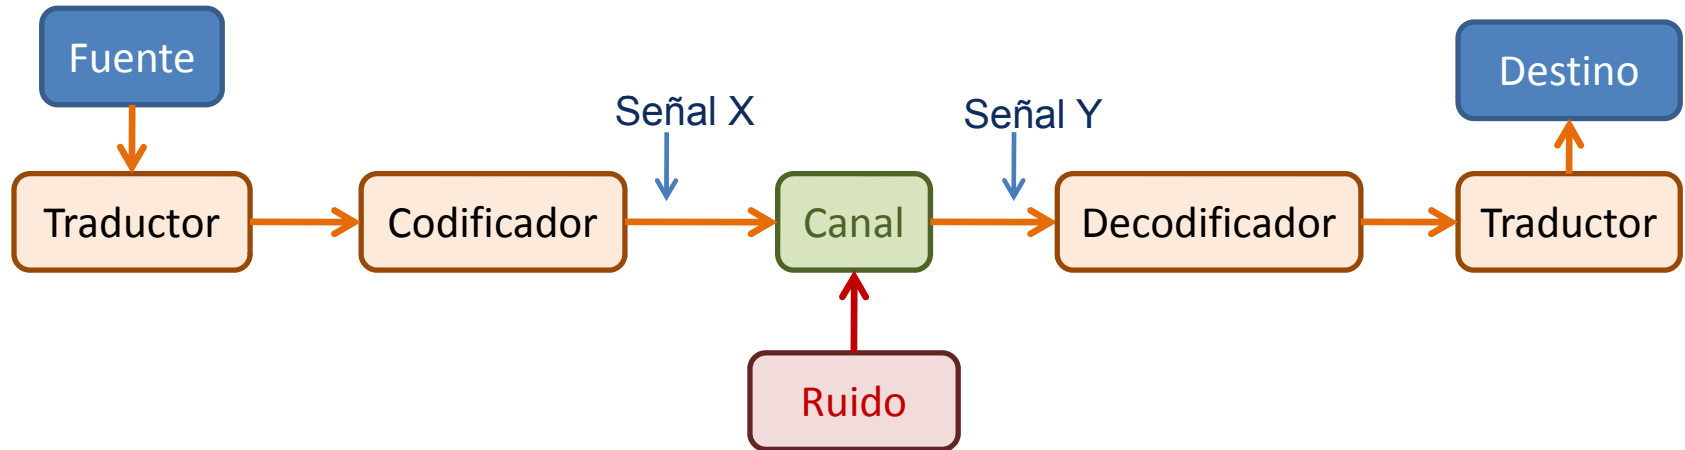 Fuente
Destino
Señal X
Señal Y
Traductor
Codificador
Canal
Decodificador
Traductor
Ruido